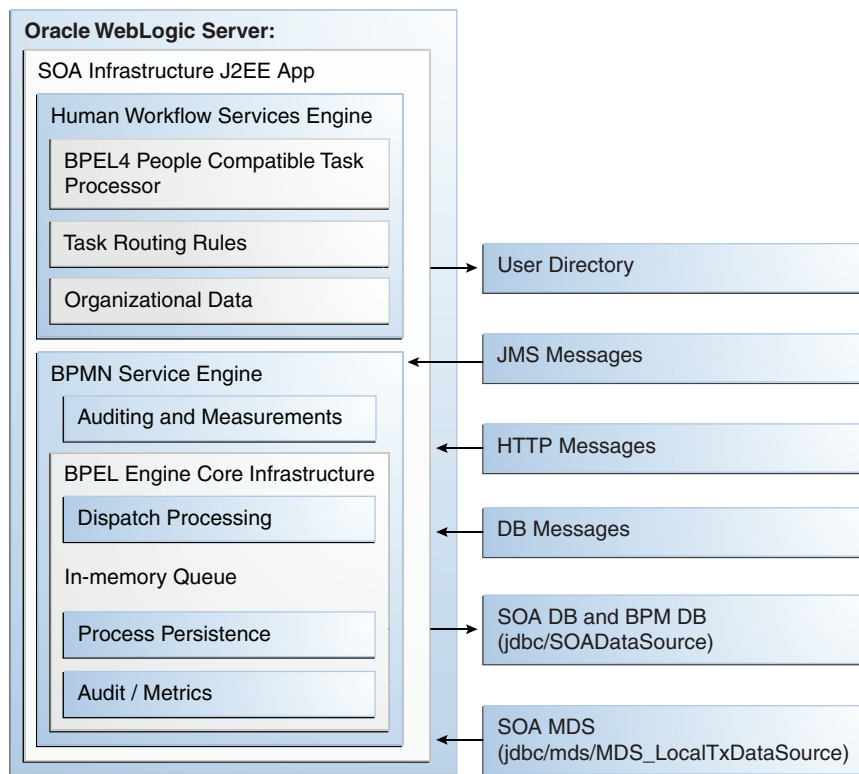 Oracle WebLogic Server:
SOA Infrastructure J2EE App
Human Workflow Services Engine
BPEL4 People Compatible Task
Processor
Task Routing Rules
Organizational Data
BPMN Service Engine
Auditing and Measurements
BPEL Engine Core Infrastructure
Dispatch Processing
In-memory Queue
Process Persistence
Audit / Metrics
User Directory
JMS Messages
HTTP Messages
DB Messages
SOA DB and BPM DB
(jdbc/SOADataSource)
SOA MDS
(jdbc/mds/MDS_LocalTxDataSource)